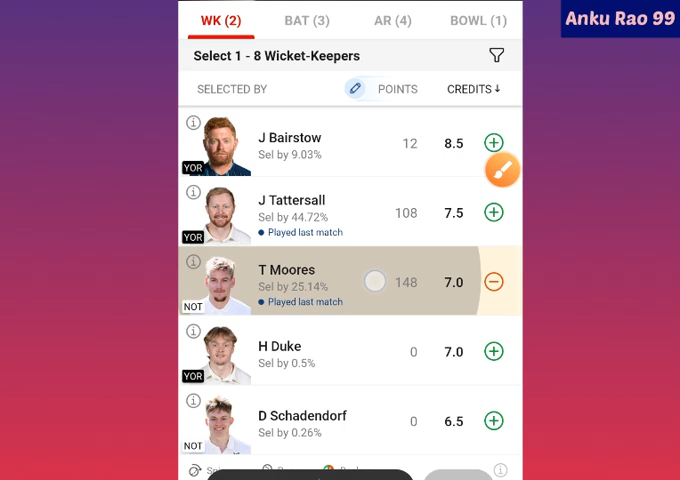 Anku Rao 99
WK (2) BAT (3) AR (4) BOWL (1)
Select 1 - 8 Wicket-Keepers
SELECTED BY POINTS CREDITS↓
J Bairstow
Sel by 9.03%
12 8.5
YOR
J Tattersall
Sel by 44.72%
108 7.5
Played last match
YOR
T Moores
Sel by 25.14%
148 7.0
Played last match
NOT
H Duke
Sel by 0.5%
0 7.0
YOR
D Schadendorf
Sel by 0.26%
0 6.5
NOT